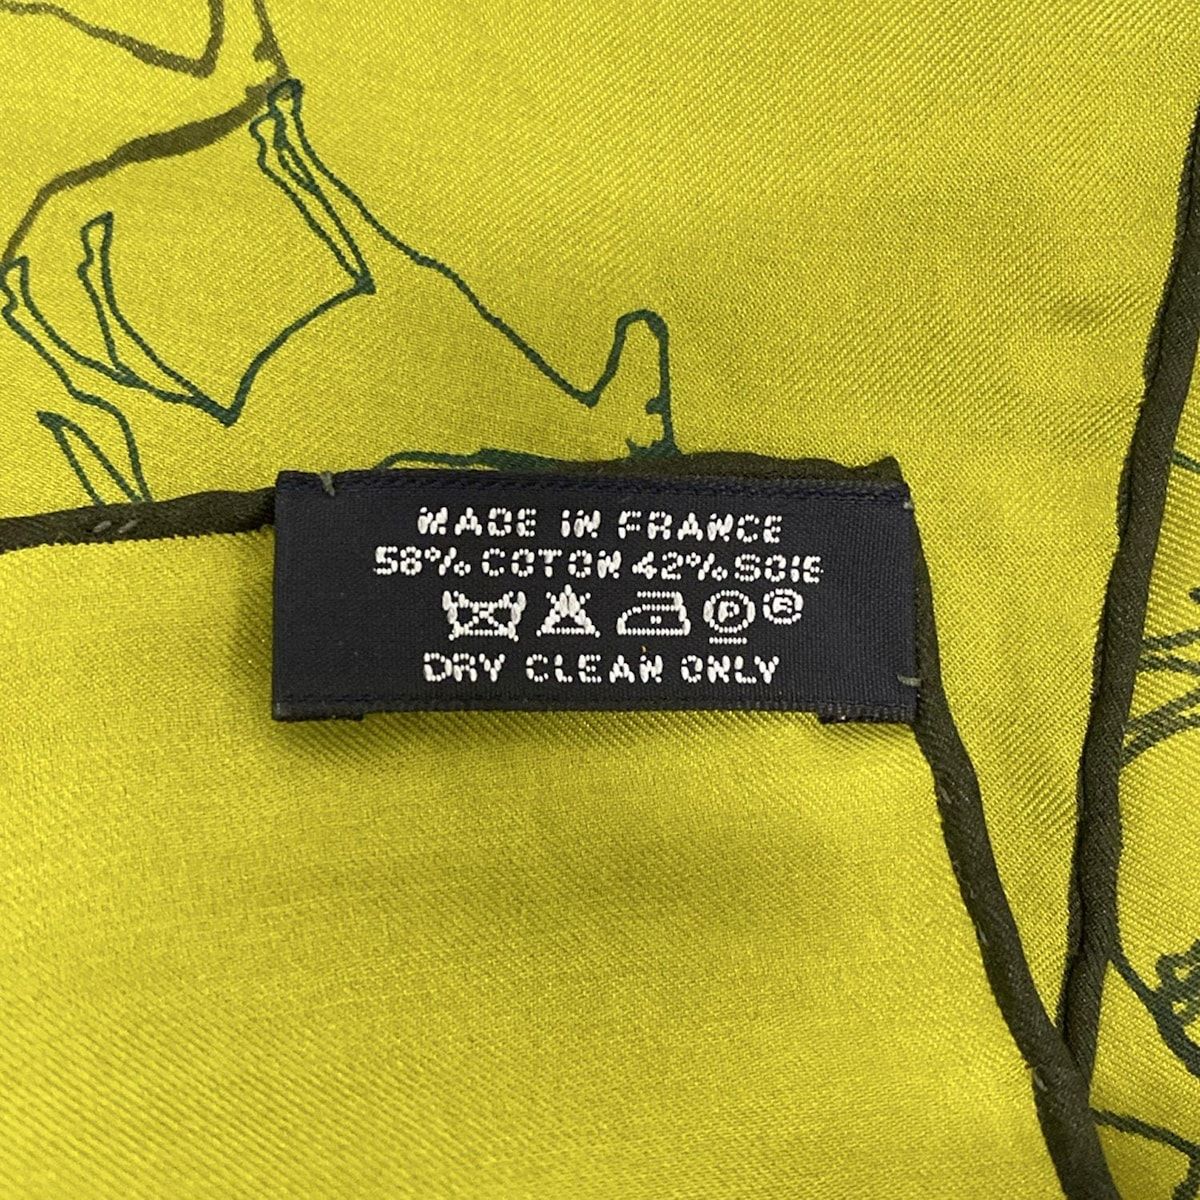 MADE IN FRANCE
58% COTON 42% SOIE
P ®
DRY CLEAN ONLY